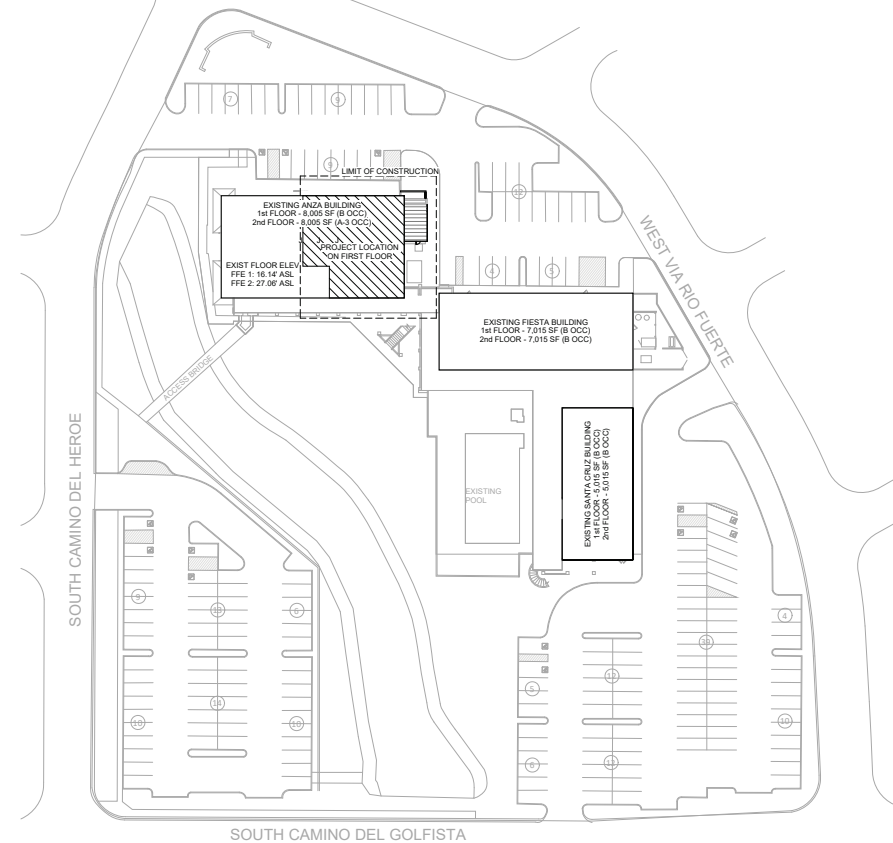 7
6
9
LIMIT OF CONSTRUCTION
12
EXISTING ANZA BUILDING
1st FLOOR - 8,005 SF (B OCC)
2nd FLOOR - 8,005 SF (A-3 OCC)
PROJECT LOCATION
ON FIRST FLOOR
EXIST FLOOR ELEV
FFE 1: 16.14' ASL
FFE 2: 27.06' ASL
4
5
WEST VIA RIO FUERTE
EXISTING FIESTA BUILDING
1st FLOOR - 7,015 SF (B OCC)
2nd FLOOR - 7,015 SF (B OCC)
ACCESS BRIDGE
SOUTH CAMINO DEL HEROE
EXISTING
POOL
EXISTING SANTA CRUZ BUILDING
1st FLOOR - 5,015 SF (B OCC)
2nd FLOOR - 5,015 SF (B OCC)
9
13
6
4
39
5
12
10
14
10
10
6
SOUTH CAMINO DEL GOLFISTA